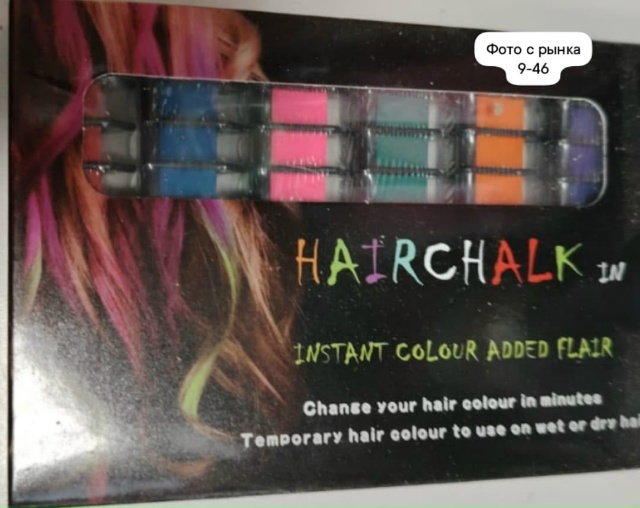 Фото с рынка
9-46
HAIRCHALK IN
INSTANT COLOUR ADDED FLAIR
Change your hair colour in minutes
Temporary hair colour to use on wet or dry hai